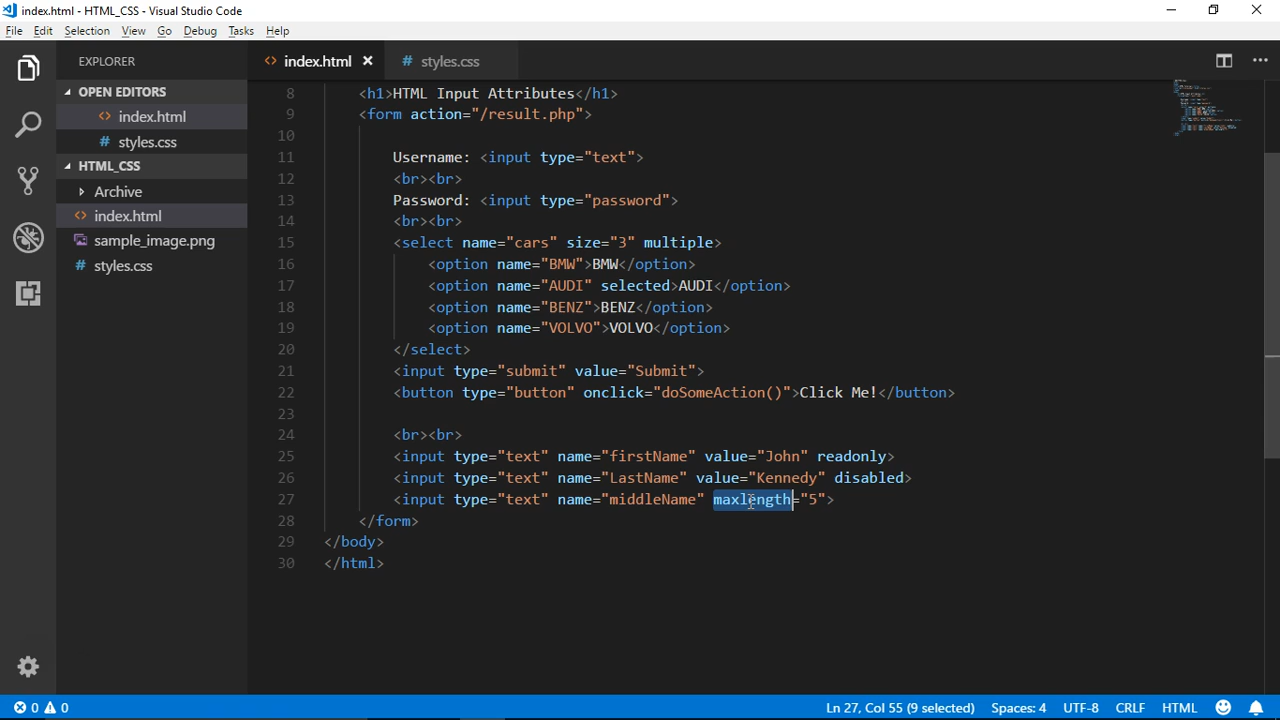 index.html - HTML_CSS - Visual Studio Code
File Edit Selection View Go Debug Tasks Help
EXPLORER
OPEN EDITORS
<> index.html
# styles.css
HTML_CSS
Archive
<> index.html
sample_image.png
# styles.css
<> index.html ×
# styles.css
8 <h1>HTML Input Attributes</h1>
9 <form action="/result.php">
10
11 Username: <input type="text">
12 <br><br>
13 Password: <input type="password">
14 <br><br>
15 <select name="cars" size="3" multiple>
16 <option name="BMW">BMW</option>
17 <option name="AUDI" selected>AUDI</option>
18 <option name="BENZ">BENZ</option>
19 <option name="VOLVO">VOLVO</option>
20 </select>
21 <input type="submit" value="Submit">
22 <button type="button" onclick="doSomeAction()">Click Me!</button>
23
24 <br><br>
25 <input type="text" name="firstName" value="John" readonly>
26 <input type="text" name="LastName" value="Kennedy" disabled>
27 <input type="text" name="middleName" maxlength="5">
28 </form>
29 </body>
30 </html>
0 0 Ln 27, Col 55 (9 selected) Spaces: 4 UTF-8 CRLF HTML